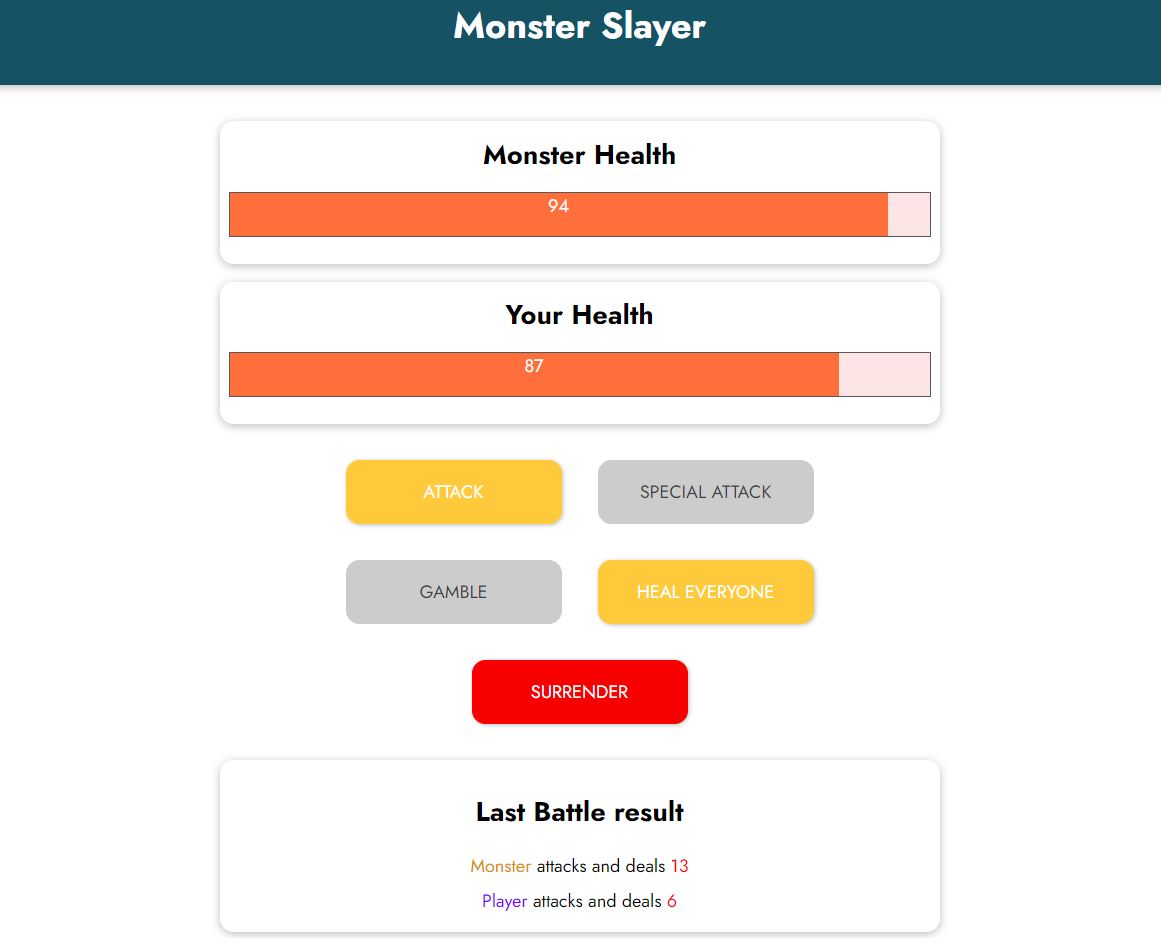 Monster Slayer
Monster Health
94
Your Health
87
ATTACK
SPECIAL ATTACK
GAMBLE
HEAL EVERYONE
SURRENDER
Last Battle result
Monster attacks and deals 13
Player attacks and deals 6